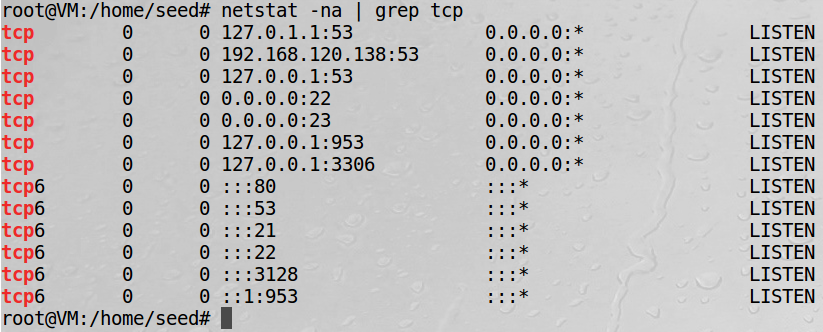 root@VM:/home/seed# netstat -na | grep tcp
tcp        0      0 127.0.1.1:53            0.0.0.0:*               LISTEN
tcp        0      0 192.168.120.138:53      0.0.0.0:*               LISTEN
tcp        0      0 127.0.0.1:53            0.0.0.0:*               LISTEN
tcp        0      0 0.0.0.0:22              0.0.0.0:*               LISTEN
tcp        0      0 0.0.0.0:23              0.0.0.0:*               LISTEN
tcp        0      0 127.0.0.1:953           0.0.0.0:*               LISTEN
tcp        0      0 127.0.0.1:3306          0.0.0.0:*               LISTEN
tcp6       0      0 :::80                   :::*                    LISTEN
tcp6       0      0 :::53                   :::*                    LISTEN
tcp6       0      0 :::21                   :::*                    LISTEN
tcp6       0      0 :::22                   :::*                    LISTEN
tcp6       0      0 :::3128                 :::*                    LISTEN
tcp6       0      0 ::1:953                 :::*                    LISTEN
root@VM:/home/seed#